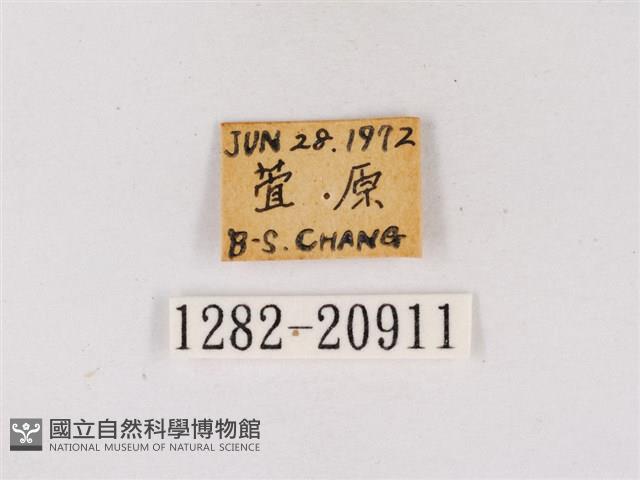 JUN 28.1972
萱.原
B-S.CHANG
1282-20911
國立自然科學博物館
NATIONAL MUSEUM OF NATURAL SCIENCE